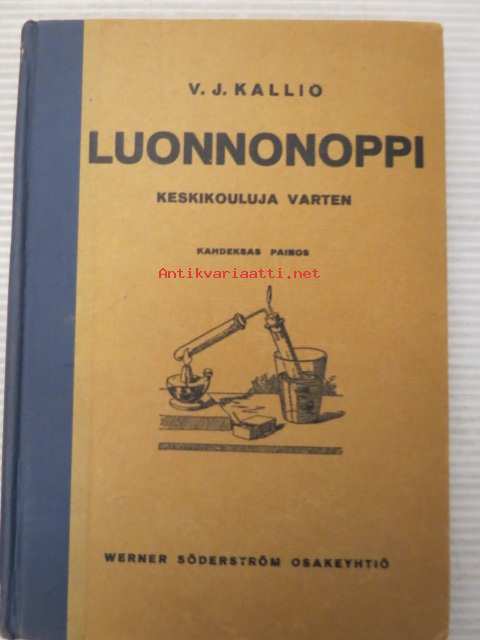 V. J. KALLIO
LUONNONOPPI
KESKIKOULUJA VARTEN
KAHDEKSAS PAINOS
Antikvariaatti.net
WERNER SÖDERSTRÖM OSAKEYHTIÖ